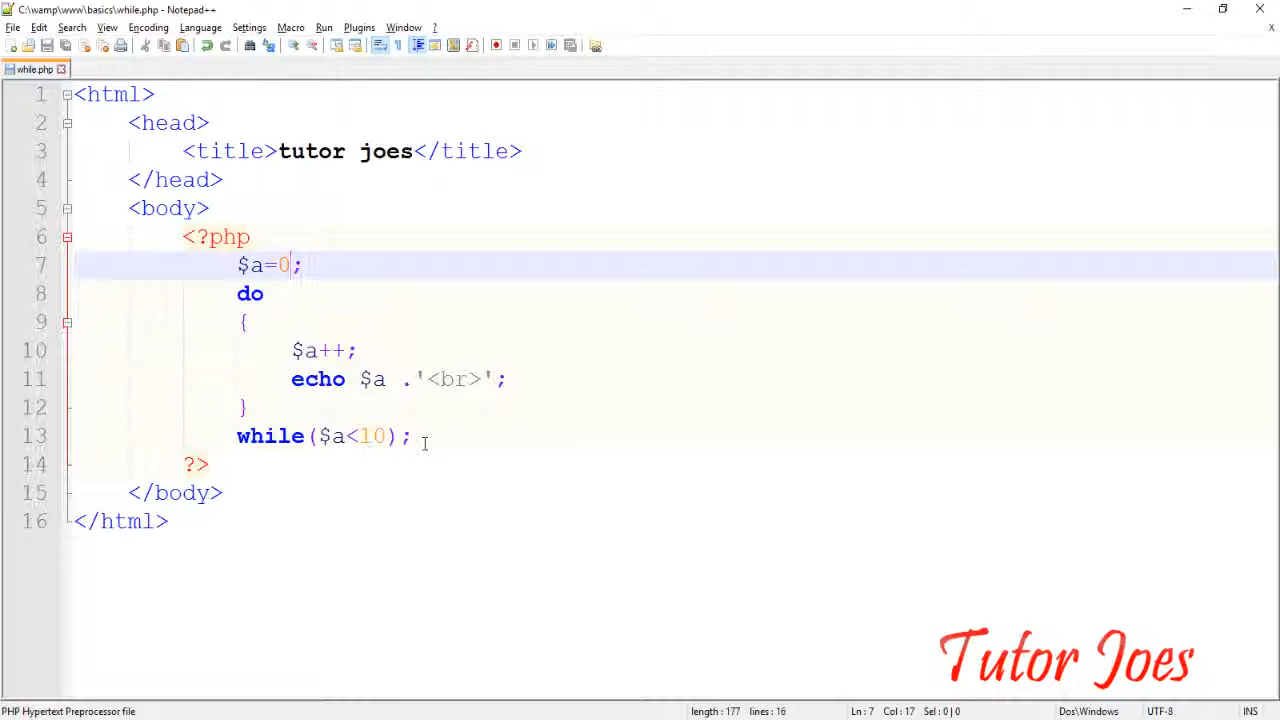 C:\wamp\www\basics\while.php - Notepad++
File Edit Search View Encoding Language Settings Macro Run Plugins Window ?
while.php
1 <html>
2 <head>
3 <title>tutor joes</title>
4 </head>
5 <body>
6 <?php
7 $a=0;
8 do
9 {
10 $a++;
11 echo $a .'<br>';
12 }
13 while($a<10);
14 ?>
15 </body>
16 </html>
Tutor Joes
PHP Hypertext Preprocessor file length : 177 lines : 16 Ln : 7 Col : 17 Sel : 0 | 0 Dos\Windows UTF-8 INS